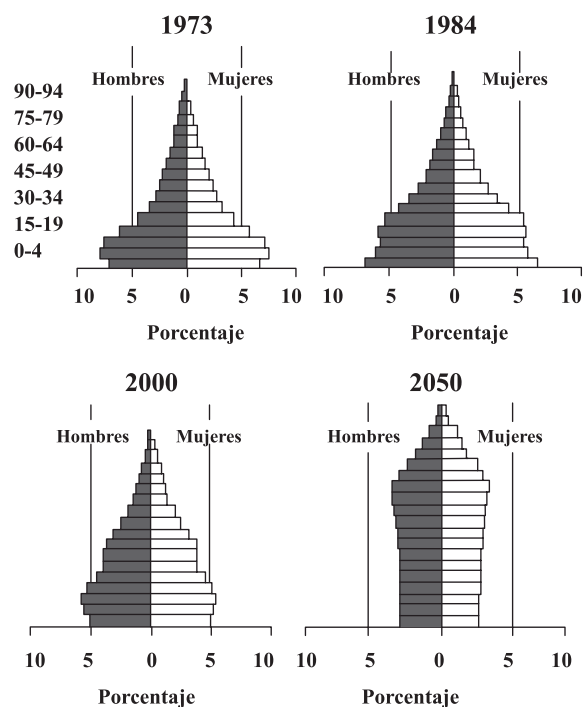 1973
1984
Hombres Mujeres
Hombres Mujeres
90-94
75-79
60-64
45-49
30-34
15-19
0-4
10 5 0 5 10
10 5 0 5 10
Porcentaje
Porcentaje
2000
2050
Hombres Mujeres
Hombres Mujeres
10 5 0 5 10
10 5 0 5 10
Porcentaje
Porcentaje